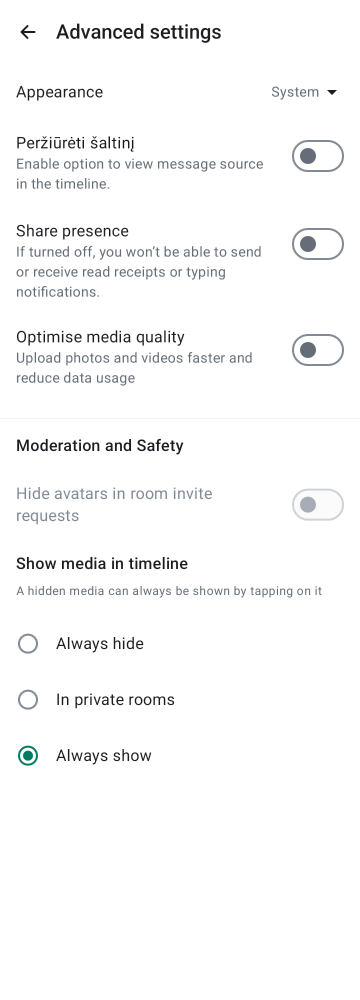 Advanced settings
Appearance
System
Peržiūrėti šaltinį
Enable option to view message source
in the timeline.
Share presence
If turned off, you won’t be able to send
or receive read receipts or typing
notifications.
Optimise media quality
Upload photos and videos faster and
reduce data usage
Moderation and Safety
Hide avatars in room invite
requests
Show media in timeline
A hidden media can always be shown by tapping on it
Always hide
In private rooms
Always show